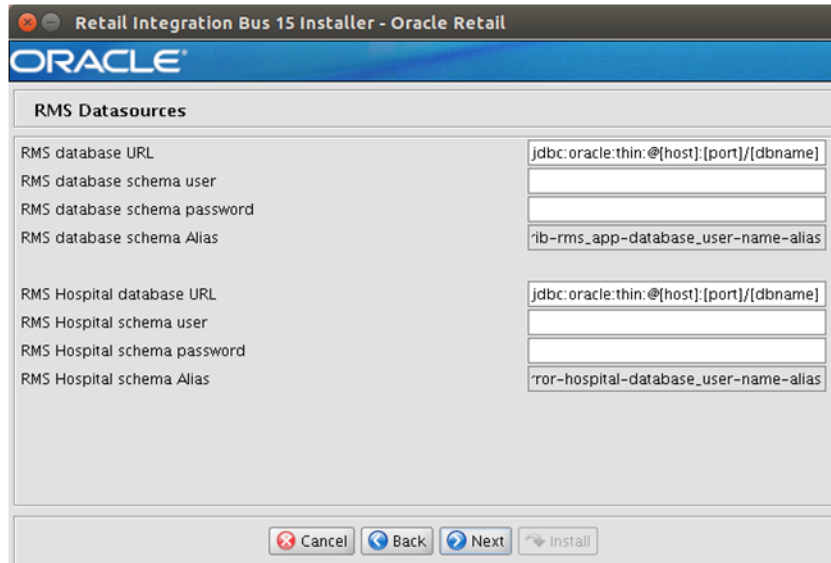 Retail Integration Bus 15 Installer - Oracle Retail
ORACLE®
RMS Datasources
RMS database URL jdbc:oracle:thin:@[host]:[port]/[dbname]
RMS database schema user
RMS database schema password
RMS database schema Alias rib-rms_app-database_user-name-alias
RMS Hospital database URL jdbc:oracle:thin:@[host]:[port]/[dbname]
RMS Hospital schema user
RMS Hospital schema password
RMS Hospital schema Alias rror-hospital-database_user-name-alias
Cancel Back Next Install